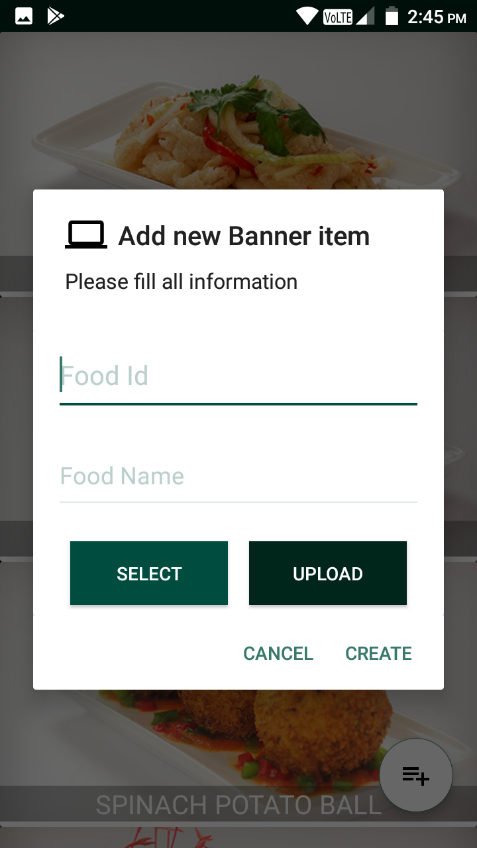 VoLTE 2:45 PM
Add new Banner item
Please fill all information
Food Id
Food Name
SELECT UPLOAD
CANCEL CREATE
SPINACH POTATO BALL